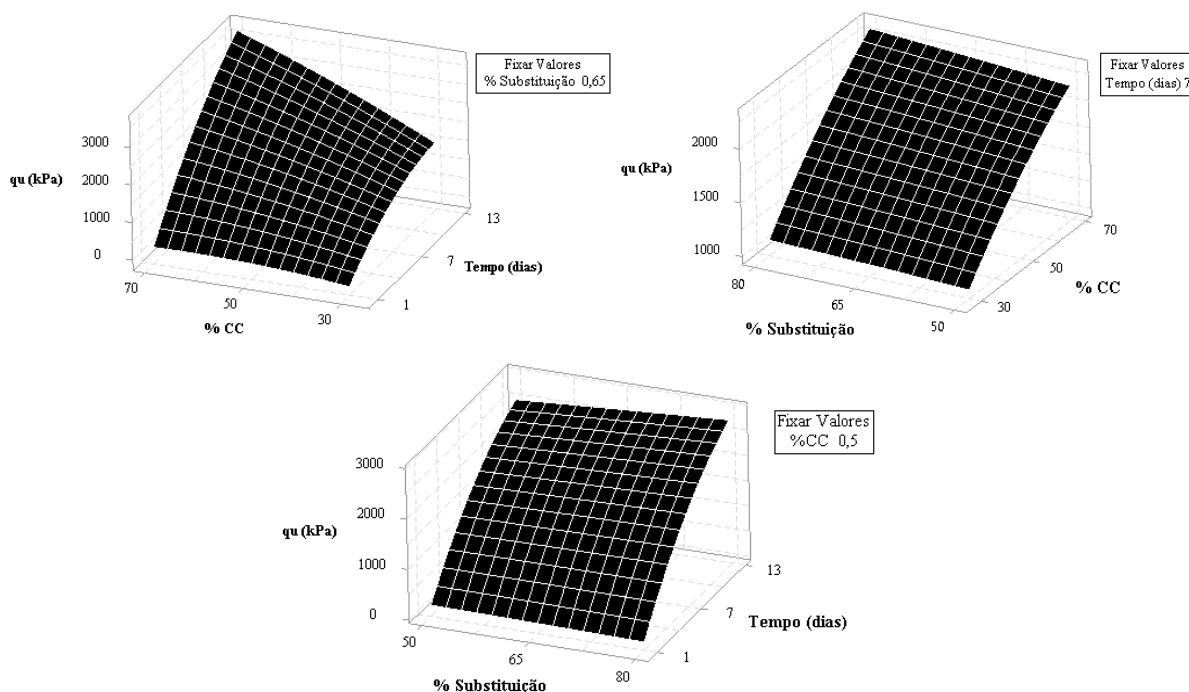 Fixar Valores
% Substituição 0,65
3000
2000
1000
0
qu (kPa)
70
50
30
% CC
1
7
13
Tempo (dias)
Fixar Valores
Tempo (dias) 7
2000
1500
1000
qu (kPa)
80
65
50
% Substituição
30
50
70
% CC
Fixar Valores
%CC 0,5
3000
2000
1000
0
qu (kPa)
50
65
80
% Substituição
1
7
13
Tempo (dias)